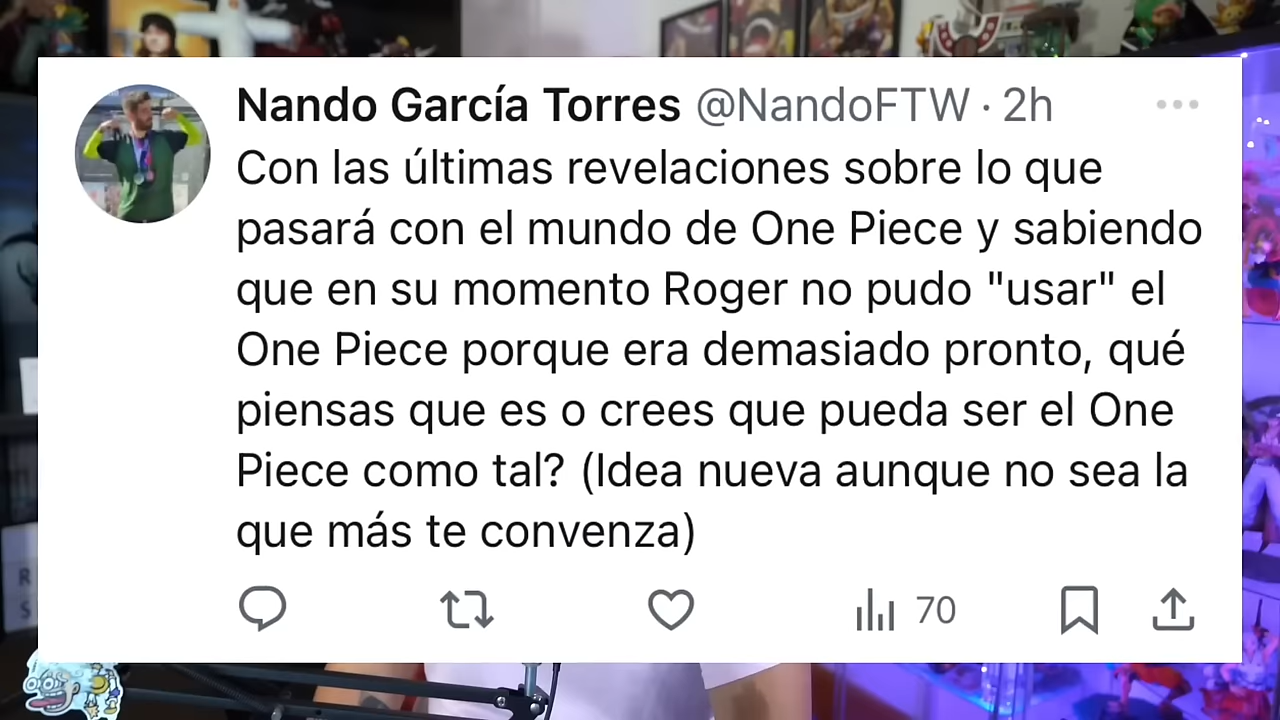 Nando García Torres @NandoFTW · 2h
Con las últimas revelaciones sobre lo que
pasará con el mundo de One Piece y sabiendo
que en su momento Roger no pudo "usar" el
One Piece porque era demasiado pronto, qué
piensas que es o crees que pueda ser el One
Piece como tal? (Idea nueva aunque no sea la
que más te convenza)
70